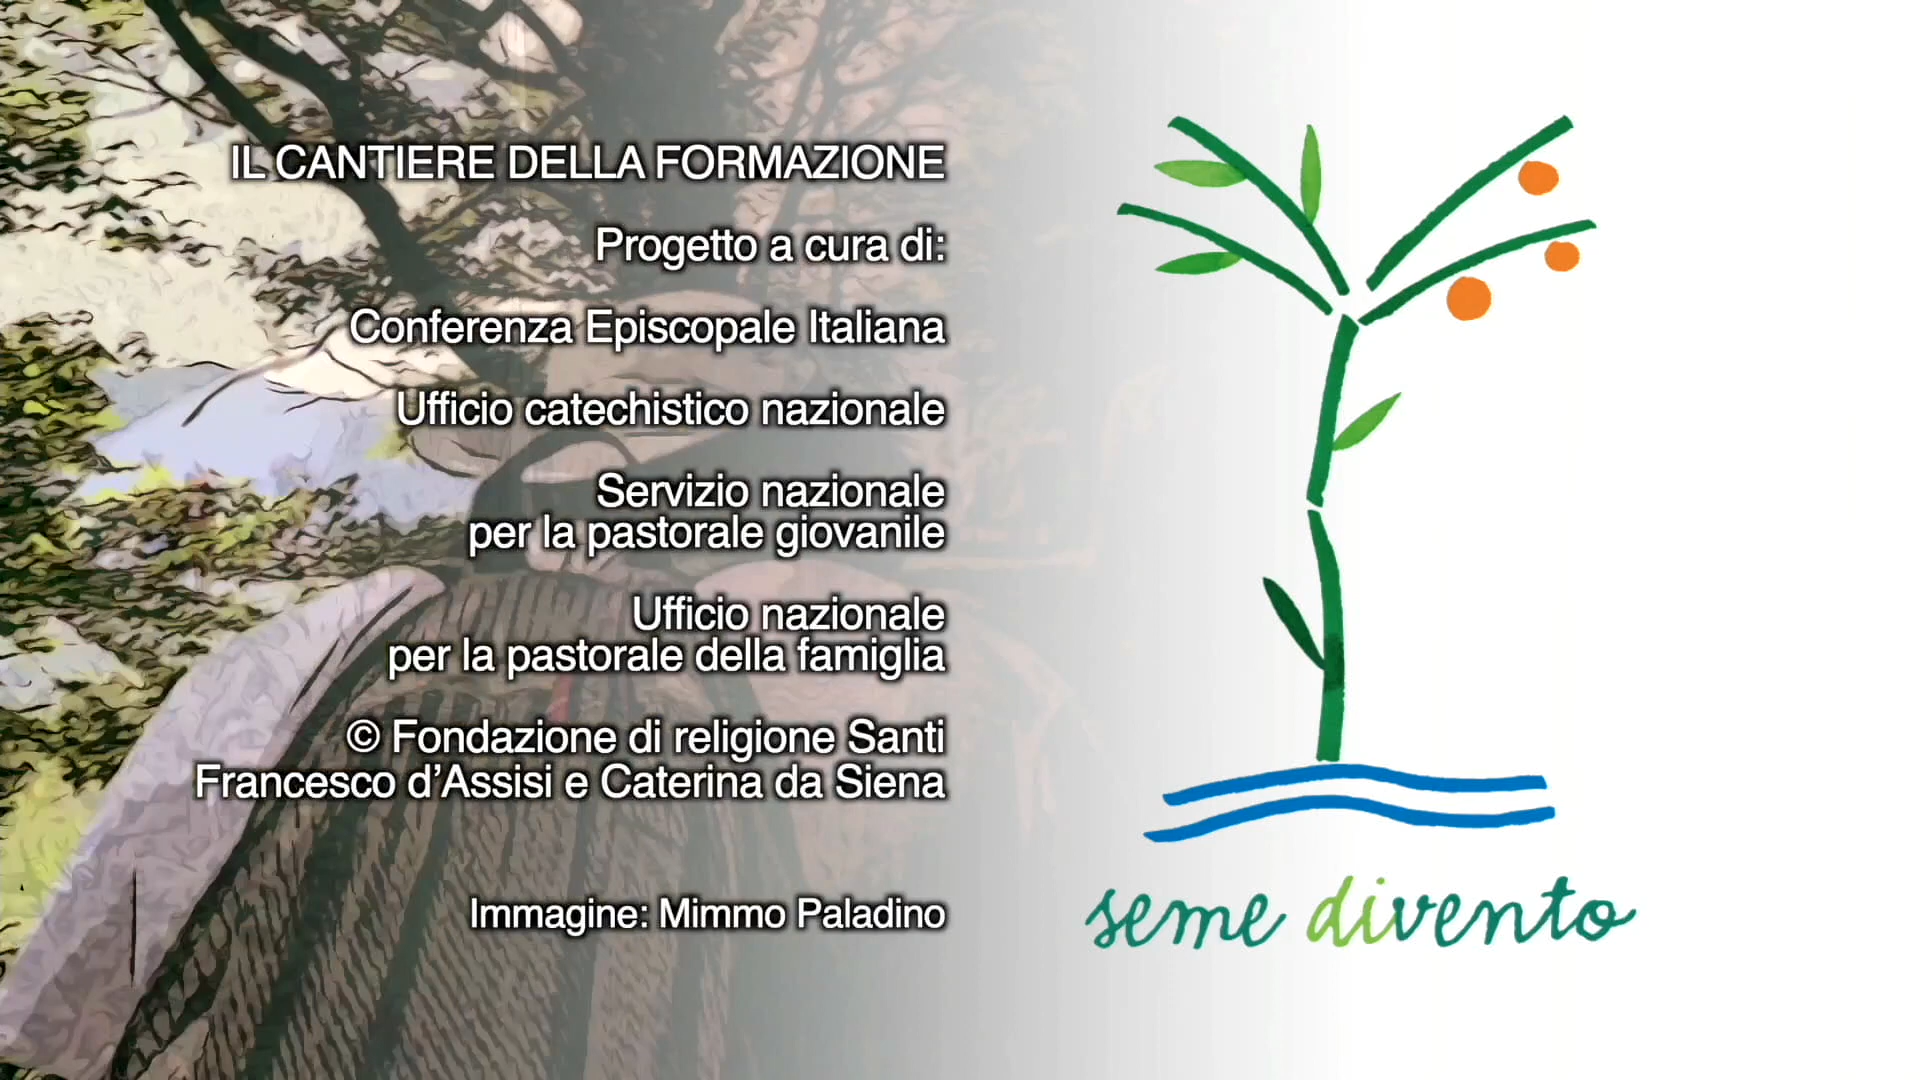 IL CANTIERE DELLA FORMAZIONE
Progetto a cura di:
Conferenza Episcopale Italiana
Ufficio catechistico nazionale
Servizio nazionale
per la pastorale giovanile
Ufficio nazionale
per la pastorale della famiglia
© Fondazione di religione Santi
Francesco d’Assisi e Caterina da Siena
Immagine: Mimmo Paladino
seme divento